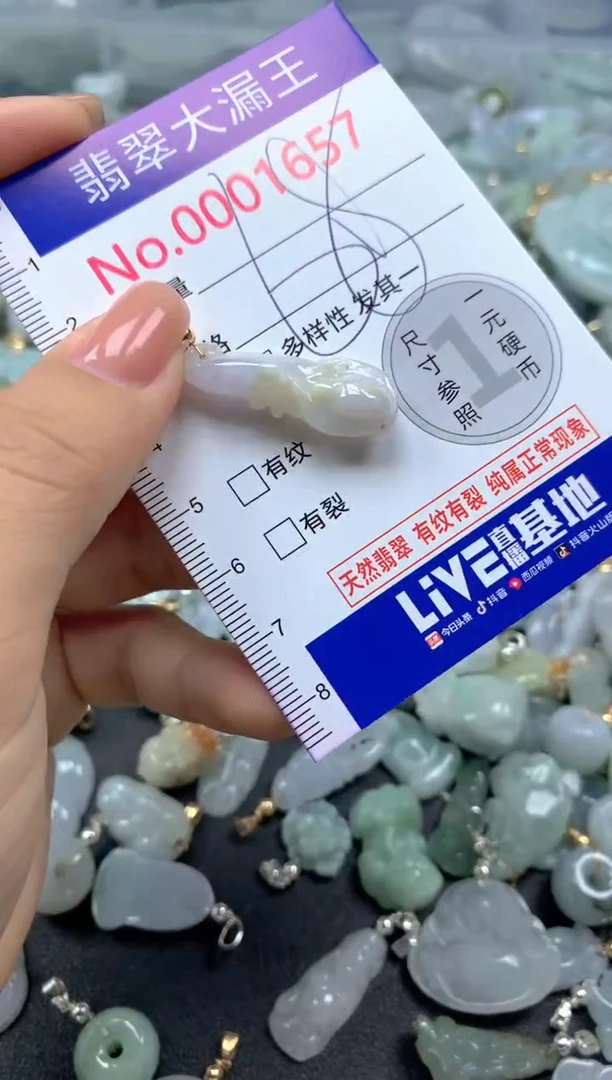 翡翠大漏王
No.0001657
量
68
多样性 发其一
一元硬币
尺寸参照
1
1
2
4
5
6
7
8
有纹
有裂
天然翡翠 有纹有裂 纯属正常现象
LiVE直播基地
今日头条 抖音 西瓜视频 抖音火山版